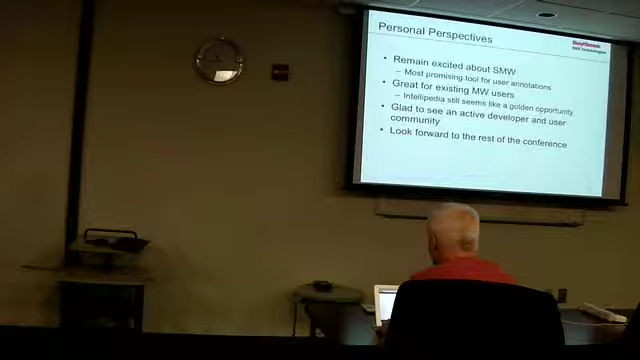 Personal Perspectives
• Remain excited about SMW
– Most promising tool for user annotations
• Great for existing MW users
– Intellipedia still seems like a golden opportunity
• Glad to see an active developer and user
community
• Look forward to the rest of the conference